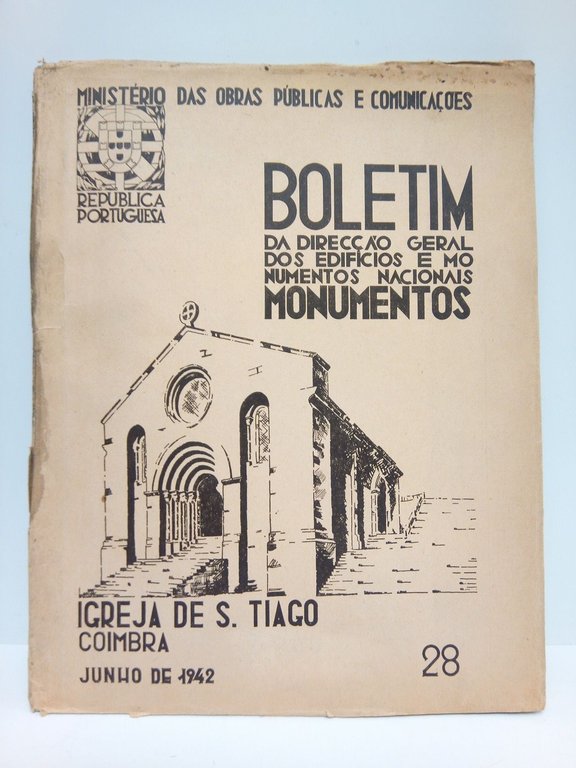 MINISTÉRIO DAS OBRAS PÚBLICAS E COMUNICAÇÕES
REPÚBLICA
PORTUGUESA
BOLETIM
DA DIRECÇÃO GERAL
DOS EDIFÍCIOS E MO
NUMENTOS NACIONAIS
MONUMENTOS
IGREJA DE S. TIAGO
COIMBRA
JUNHO DE 1942
28